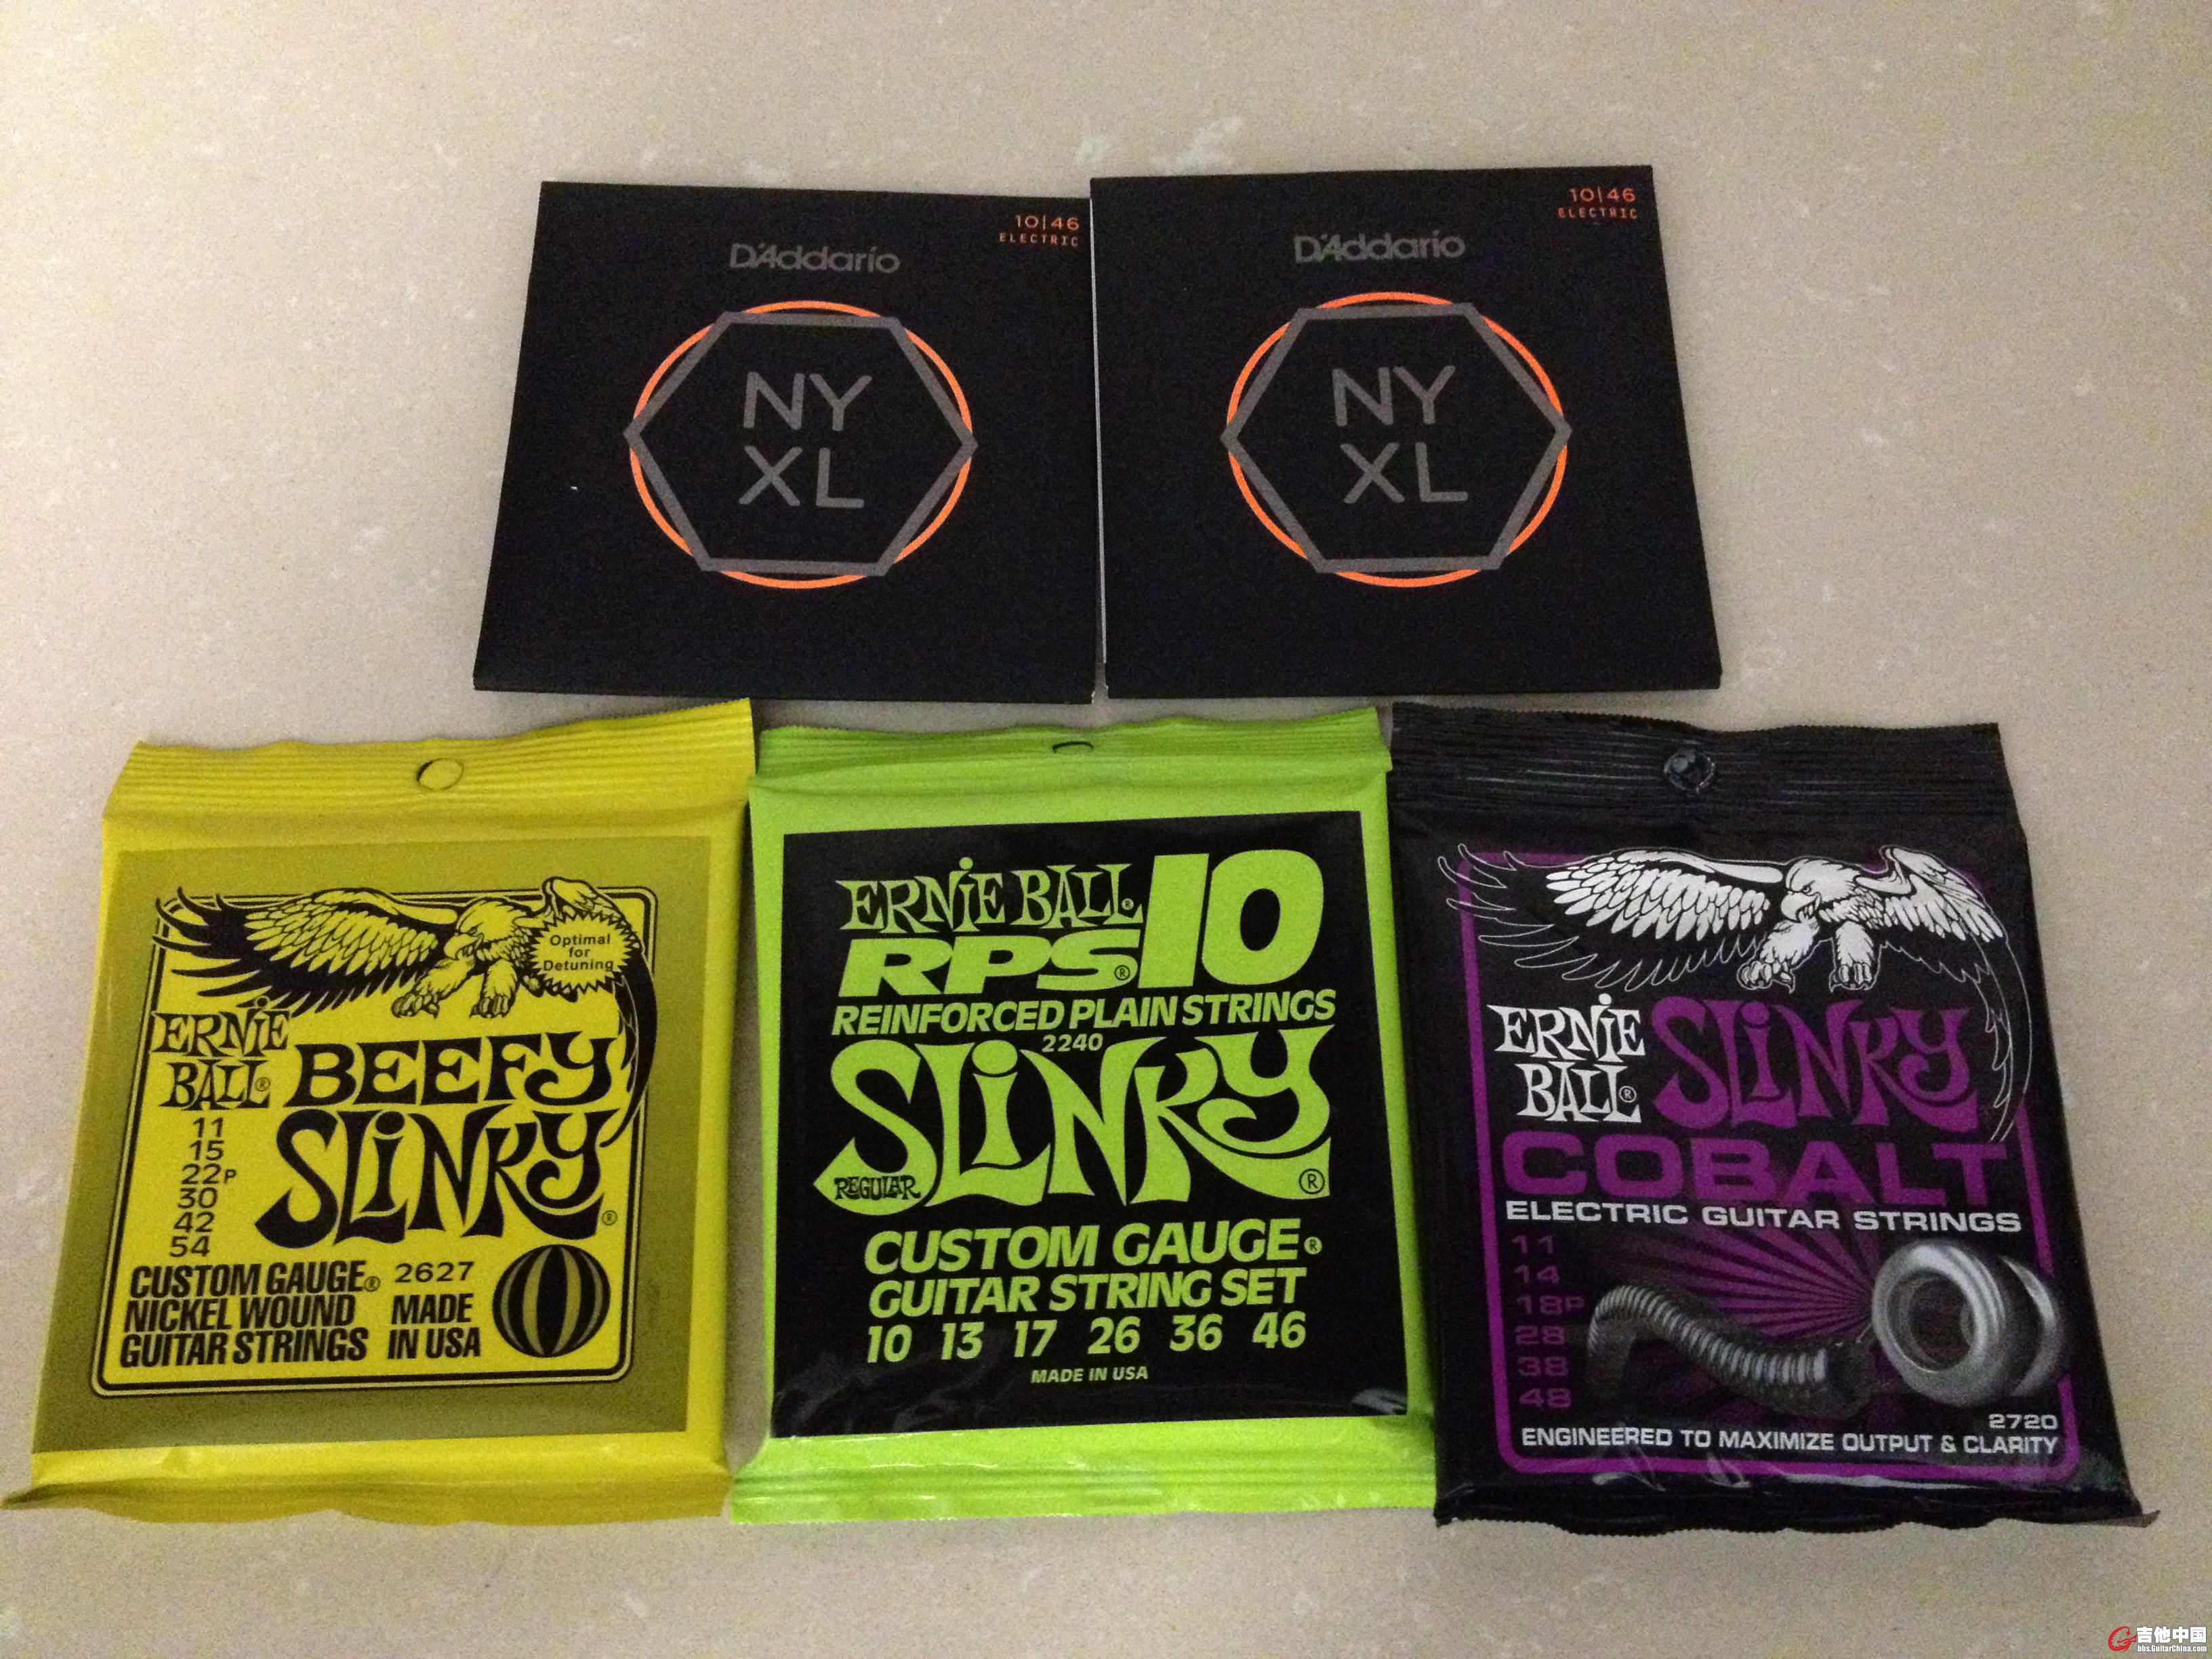 10|46
ELECTRIC
D'Addario
NY
XL
10|46
ELECTRIC
D'Addario
NY
XL
Optimal
for
Detuning
ERNIE
BALL®
BEEFY
SLINKY®
11
15
22P
30
42
54
CUSTOM GAUGE®
NICKEL WOUND
GUITAR STRINGS
2627
MADE
IN USA
ERNIE BALL®
RPS®10
REINFORCED PLAIN STRINGS
2240
SLINKY®
REGULAR
CUSTOM GAUGE®
GUITAR STRING SET
10 13 17 26 36 46
MADE IN USA
ERNIE
BALL®
SLINKY
COBALT
ELECTRIC GUITAR STRINGS
11
14
18P
28
38
48
2720
ENGINEERED TO MAXIMIZE OUTPUT & CLARITY
吉他中国
bbs.GuitarChina.com